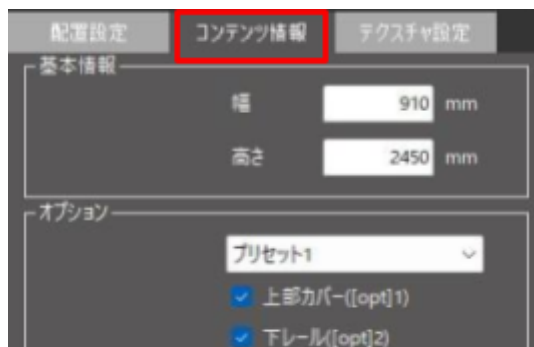 配置設定 コンテンツ情報 テクスチャ設定
基本情報
幅 910 mm
高さ 2450 mm
オプション
プリセット1
上部カバー([opt]1)
下レール([opt]2)